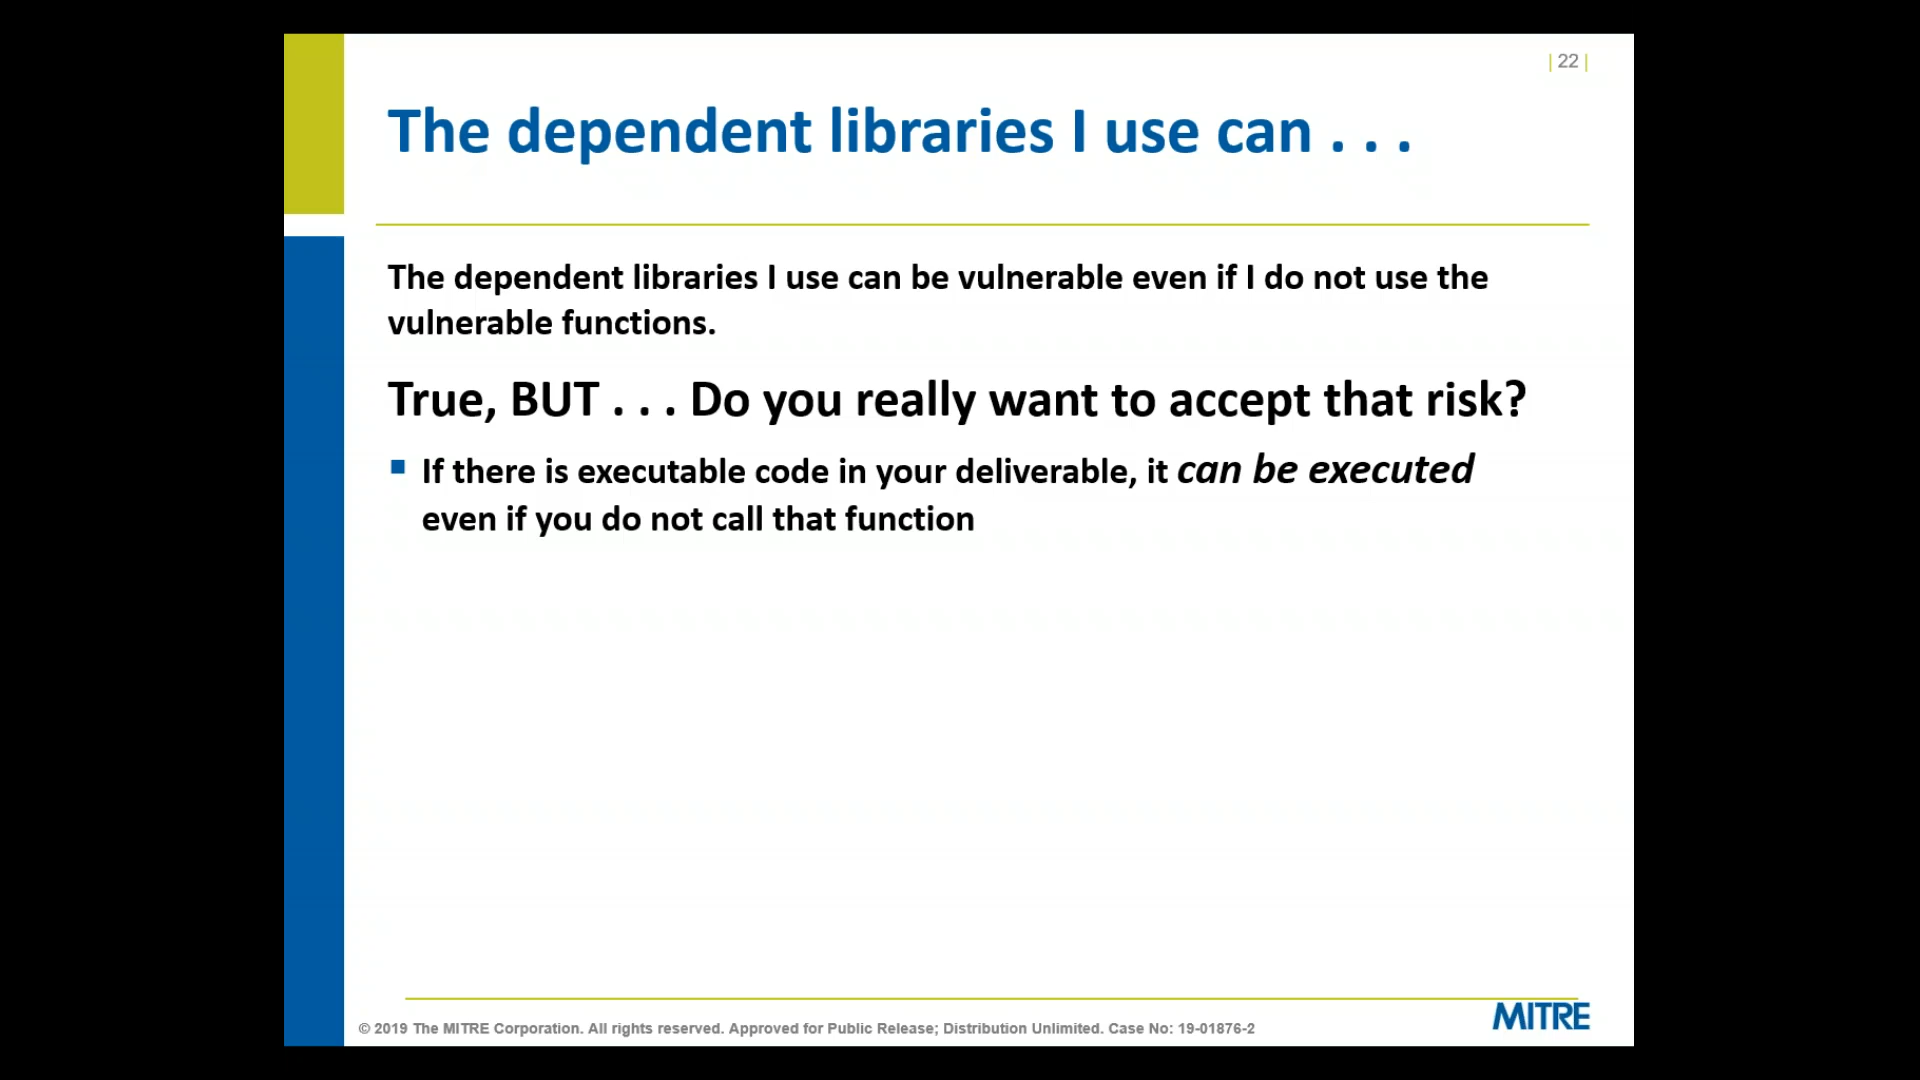 | 22 |
The dependent libraries I use can . . .
The dependent libraries I use can be vulnerable even if I do not use the
vulnerable functions.
True, BUT . . . Do you really want to accept that risk?
▪ If there is executable code in your deliverable, it can be executed
even if you do not call that function
MITRE
© 2019 The MITRE Corporation. All rights reserved. Approved for Public Release; Distribution Unlimited. Case No: 19-01876-2